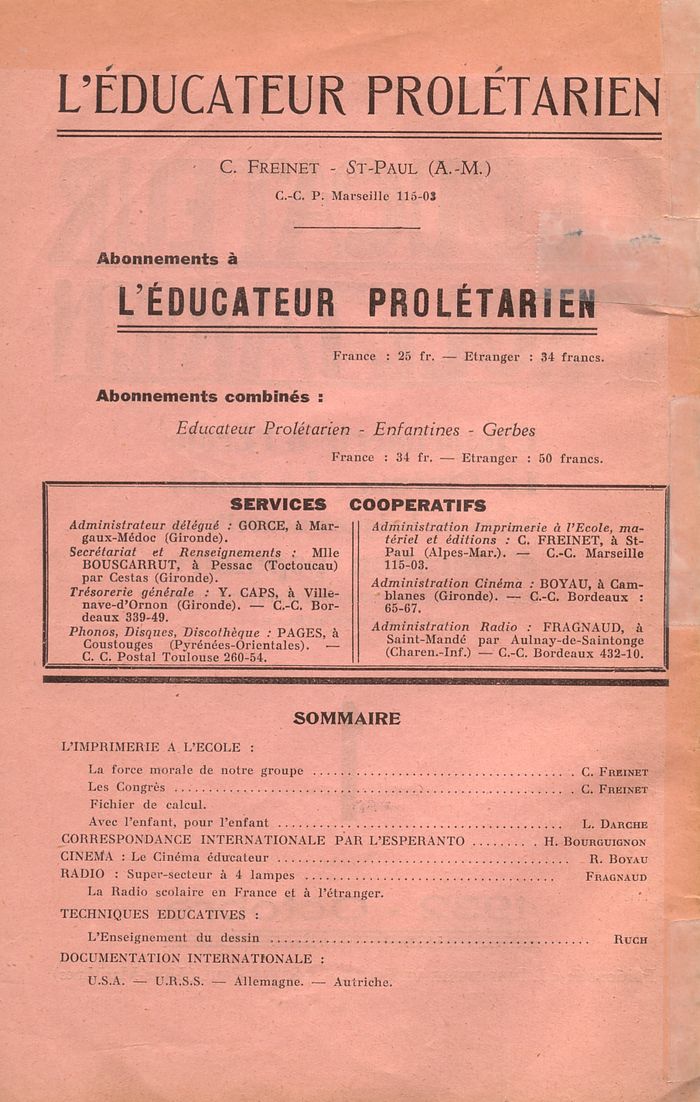 L'ÉDUCATEUR PROLÉTARIEN
C. FREINET - ST-PAUL (A.-M.)
C.-C. P. Marseille 115-03
Abonnements à
L'ÉDUCATEUR PROLÉTARIEN
France : 25 fr. — Etranger : 34 francs.
Abonnements combinés :
Educateur Prolétarien - Enfantines - Gerbes
France : 34 fr. — Etranger : 50 francs.
SERVICES COOPERATIFS
Administrateur délégué : GORCE, à Mar-
gaux-Médoc (Gironde).
Secrétariat et Renseignements : Mlle
BOUSCARRUT, à Pessac (Toctoucau)
par Cestas (Gironde).
Trésorerie générale : Y. CAPS, à Ville-
nave-d'Ornon (Gironde). — C.-C. Bor-
deaux 339-49.
Phonos, Disques, Discothèque : PAGES, à
Coustouges (Pyrénées-Orientales). —
C. C. Postal Toulouse 260-54.
Administration Imprimerie à l'Ecole, ma-
tériel et éditions : C. FREINET, à St-
Paul (Alpes-Mar.). — C.-C. Marseille
115-03.
Administration Cinéma : BOYAU, à Cam-
blanes (Gironde). — C.-C. Bordeaux :
65-67.
Administration Radio : FRAGNAUD, à
Saint-Mandé par Aulnay-de-Saintonge
(Charen.-Inf.) — C.-C. Bordeaux 432-10.
SOMMAIRE
L'IMPRIMERIE A L'ECOLE :
La force morale de notre groupe ........ C. FREINET
Les Congrès ........ C. FREINET
Fichier de calcul.
Avec l'enfant, pour l'enfant ........ L. DARCHE
CORRESPONDANCE INTERNATIONALE PAR L'ESPERANTO ........ H. BOURGUIGNON
CINEMA : Le Cinéma éducateur ........ R. BOYAU
RADIO : Super-secteur à 4 lampes ........ FRAGNAUD
La Radio scolaire en France et à l'étranger.
TECHNIQUES EDUCATIVES :
L'Enseignement du dessin ........ RUCH
DOCUMENTATION INTERNATIONALE :
U.S.A. — U.R.S.S. — Allemagne. — Autriche.